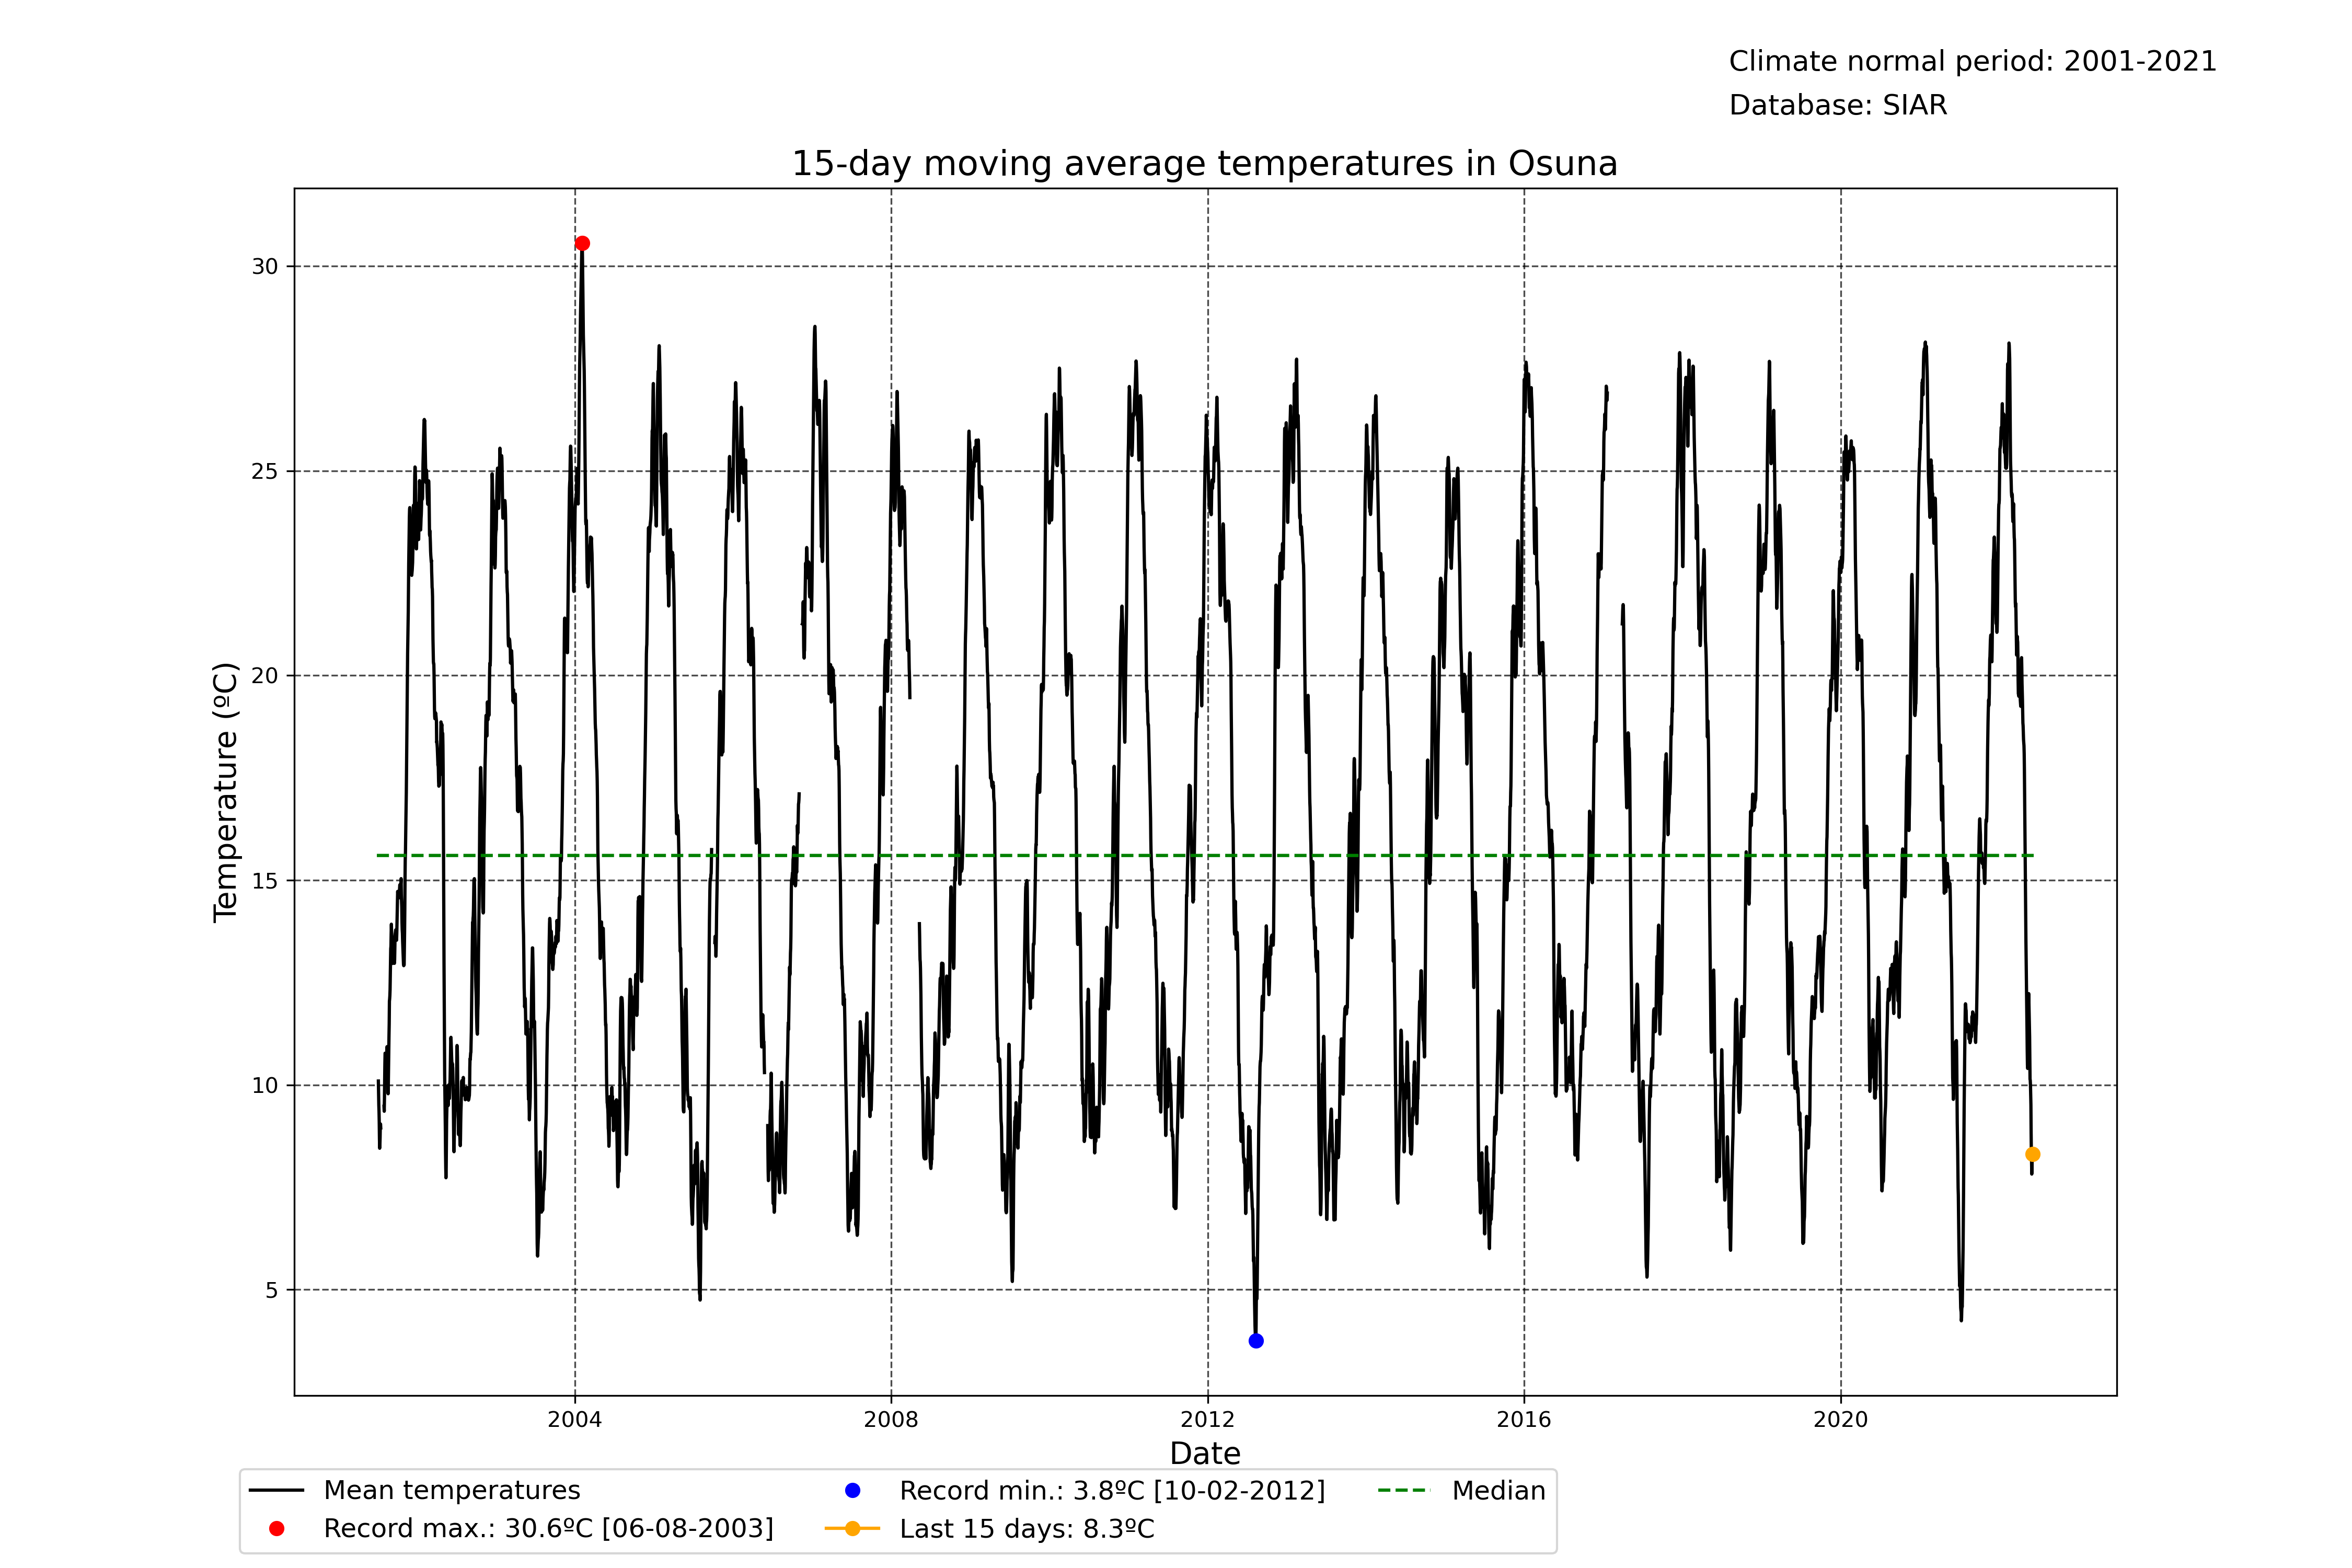 Climate normal period: 2001-2021
Database: SIAR
15-day moving average temperatures in Osuna
30
25
20
15
10
5
Temperature (ºC)
2004 2008 2012 2016 2020
Date
Mean temperatures
Record max.: 30.6ºC [06-08-2003]
Record min.: 3.8ºC [10-02-2012]
Last 15 days: 8.3ºC
Median